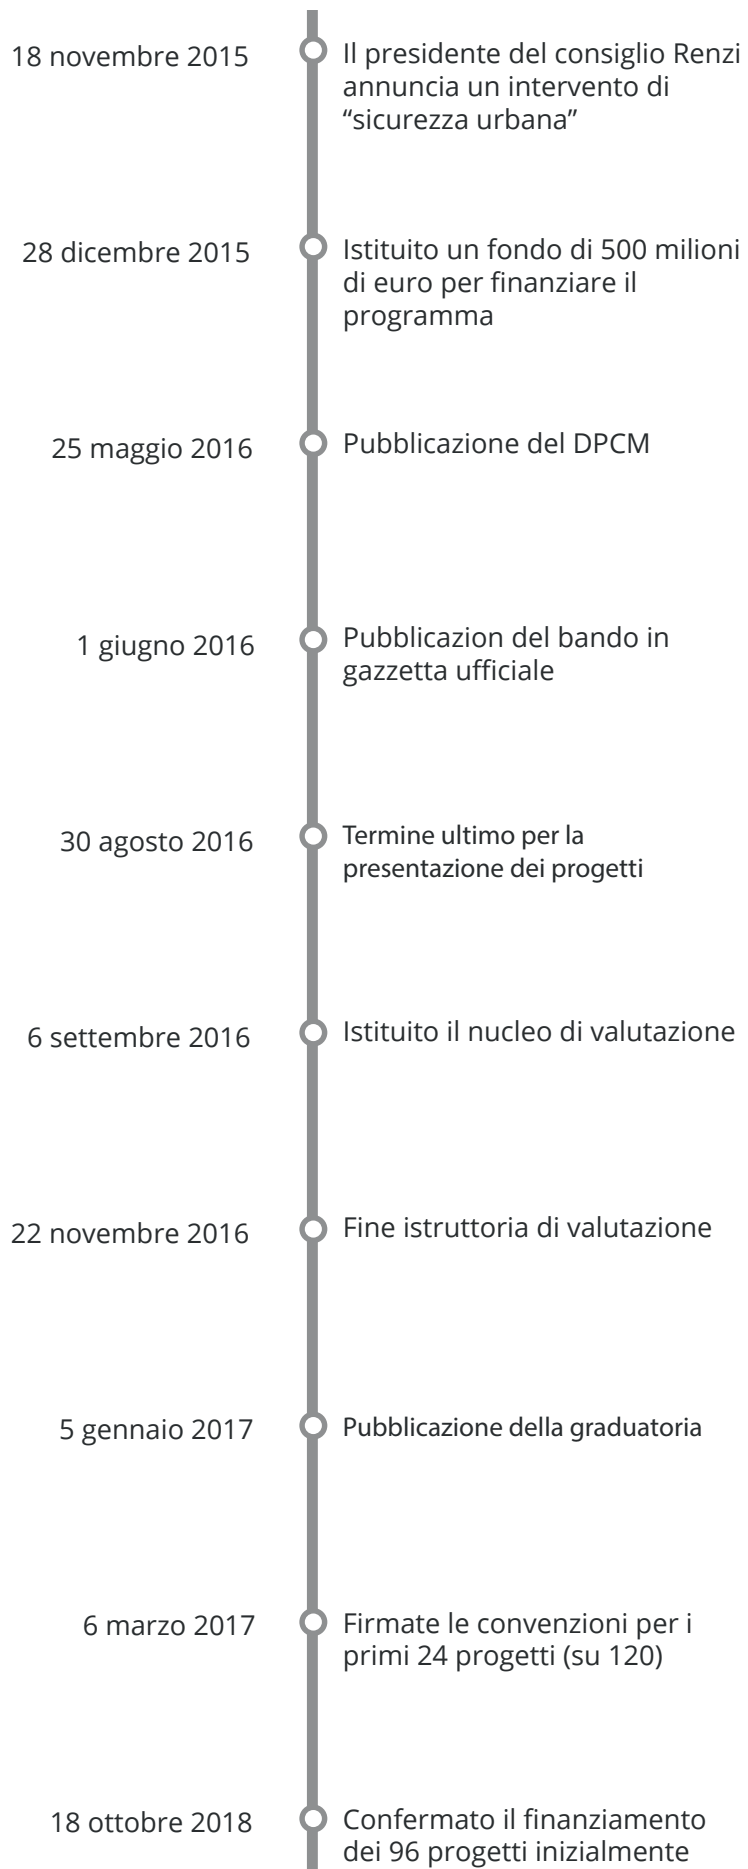 18 novembre 2015
Il presidente del consiglio Renzi
annuncia un intervento di
“sicurezza urbana”
28 dicembre 2015
Istituito un fondo di 500 milioni
di euro per finanziare il
programma
25 maggio 2016
Pubblicazione del DPCM
1 giugno 2016
Pubblicazion del bando in
gazzetta ufficiale
30 agosto 2016
Termine ultimo per la
presentazione dei progetti
6 settembre 2016
Istituito il nucleo di valutazione
22 novembre 2016
Fine istruttoria di valutazione
5 gennaio 2017
Pubblicazione della graduatoria
6 marzo 2017
Firmate le convenzioni per i
primi 24 progetti (su 120)
18 ottobre 2018
Confermato il finanziamento
dei 96 progetti inizialmente